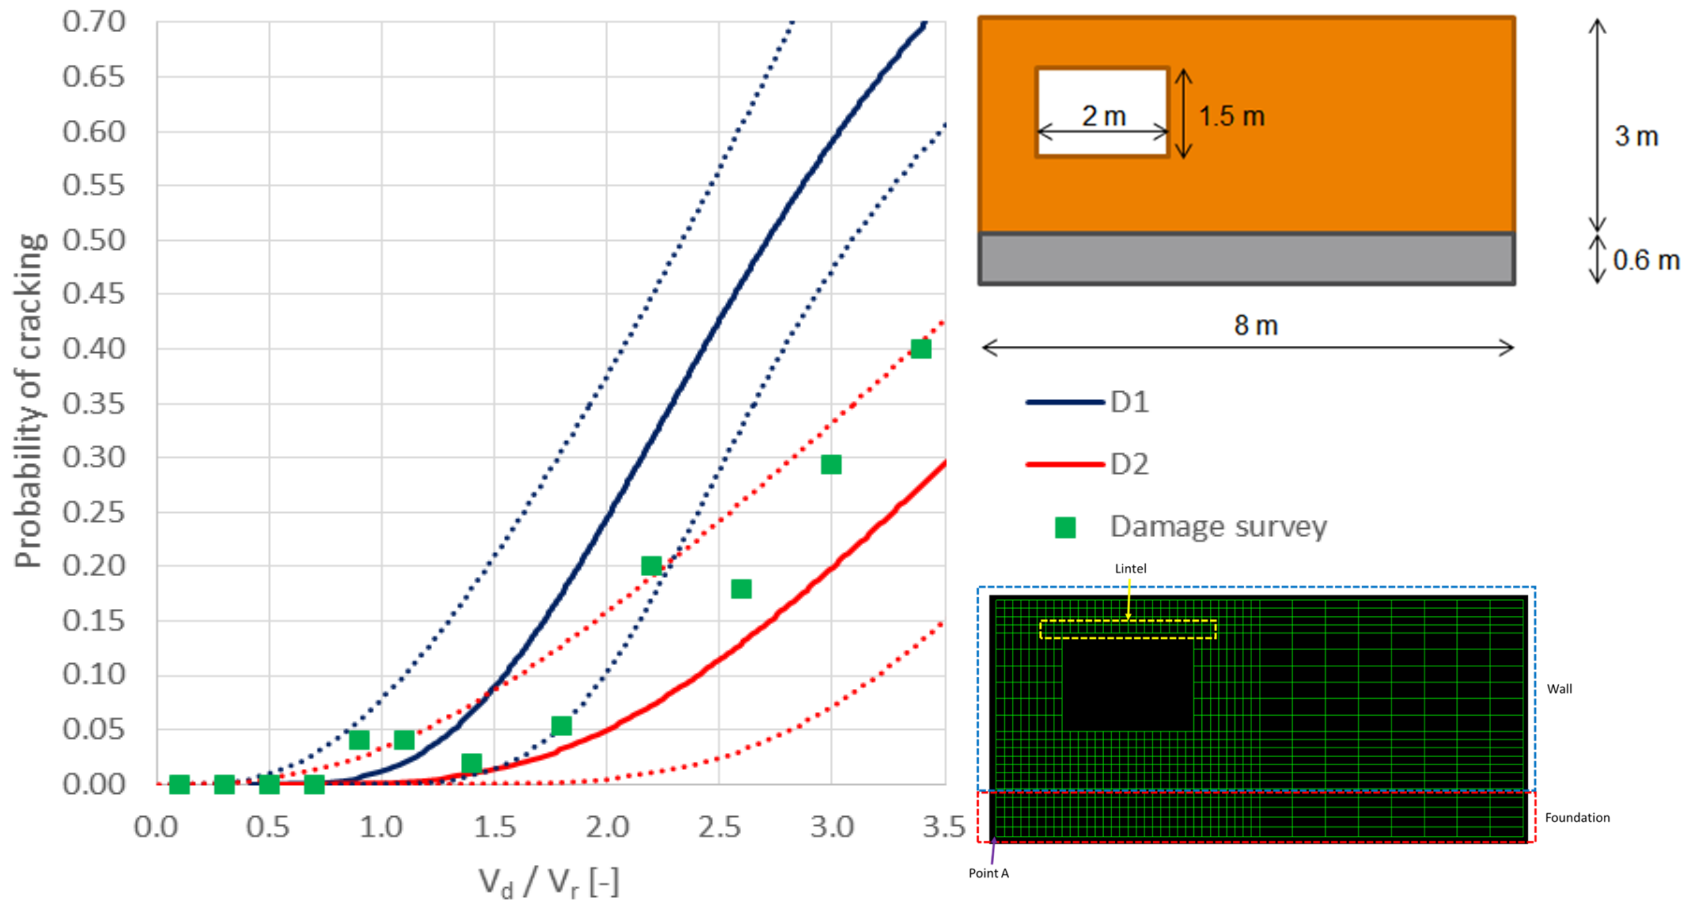 Probability of cracking
0.70
0.65
0.60
0.55
0.50
0.45
0.40
0.35
0.30
0.25
0.20
0.15
0.10
0.05
0.00
0.0 0.5 1.0 1.5 2.0 2.5 3.0 3.5
Vd / Vr [-]
2 m
1.5 m
3 m
0.6 m
8 m
D1
D2
Damage survey
Lintel
Wall
Foundation
Point A